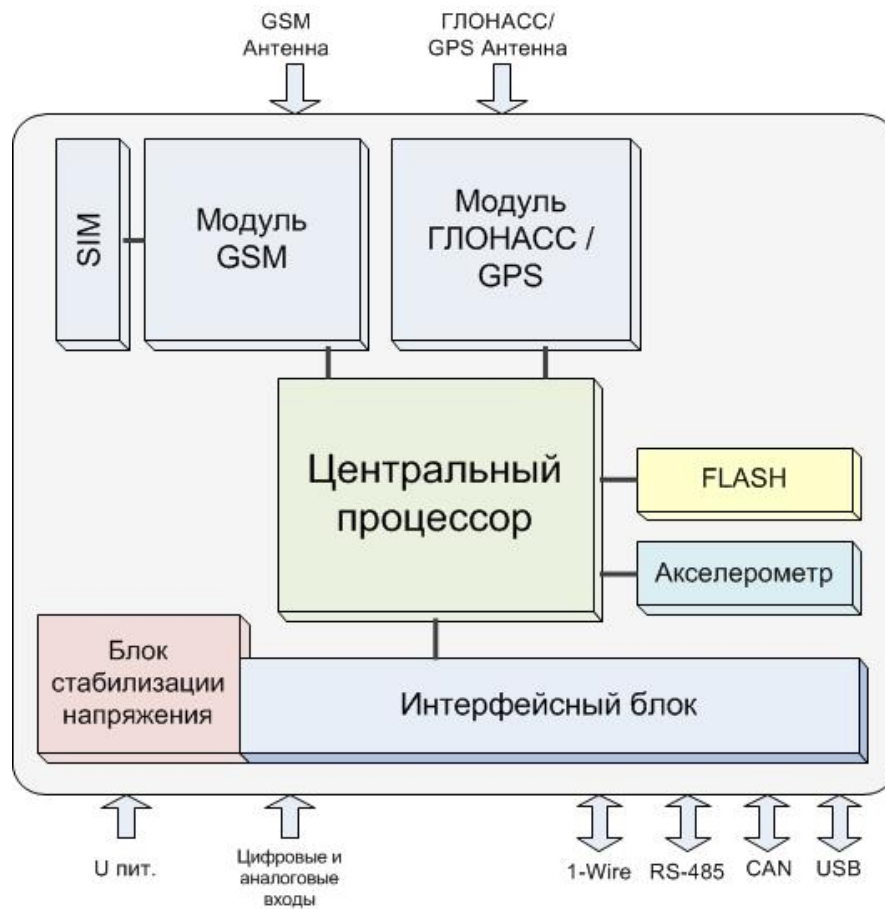 GSM
Антенна
ГЛОНАСС/
GPS Антенна
SIM
Модуль
GSM
Модуль
ГЛОНАСС /
GPS
Центральный
процессор
FLASH
Акселерометр
Блок
стабилизации
напряжения
Интерфейсный блок
U пит.
Цифровые и
аналоговые
входы
1-Wire
RS-485
CAN
USB